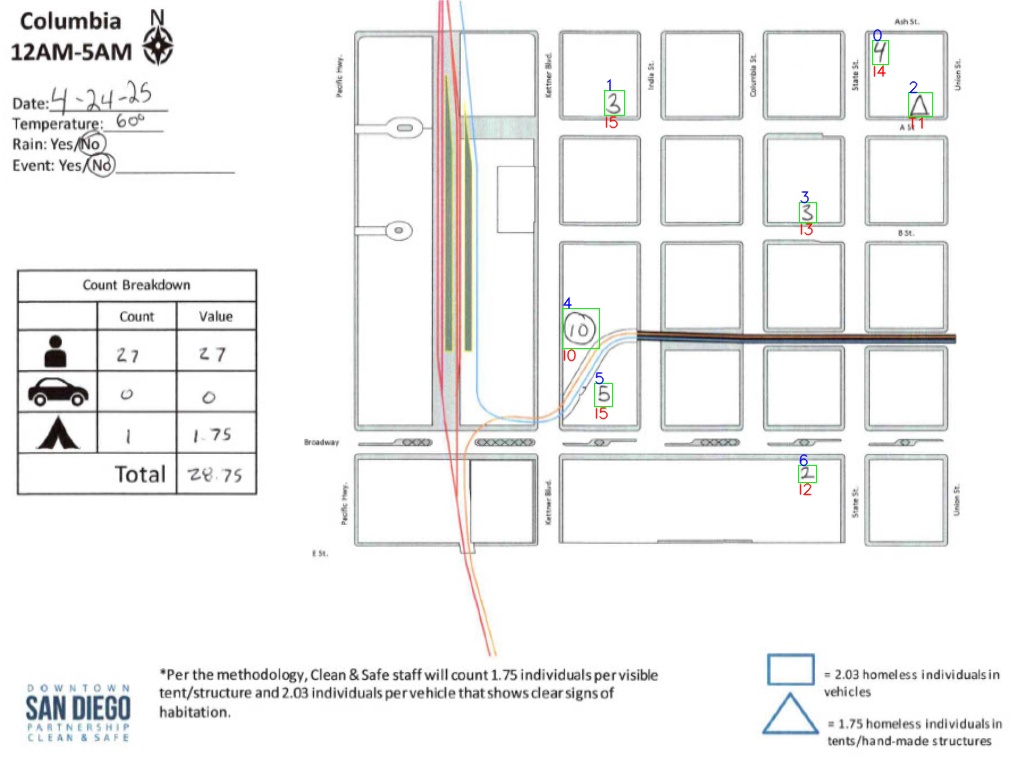 Columbia
12AM-5AM
N
Date: 4-24-25
Temperature: 60°
Rain: Yes/No
Event: Yes/No
Count Breakdown
Count Value
27 27
0 0
1 1.75
Total 28.75
Ash St.
Pacific Hwy.
Kettner Blvd.
India St.
Columbia St.
State St.
Union St.
0
4
I4
1
3
I5
2
T1
A St.
3
3
I3
B St.
4
10
I0
5
5
I5
Broadway
6
2
I2
Pacific Hwy.
Kettner Blvd.
State St.
Union St.
E St.
*Per the methodology, Clean & Safe staff will count 1.75 individuals per visible
tent/structure and 2.03 individuals per vehicle that shows clear signs of
habitation.
DOWNTOWN
SAN DIEGO
PARTNERSHIP
CLEAN & SAFE
= 2.03 homeless individuals in
vehicles
= 1.75 homeless individuals in
tents/hand-made structures